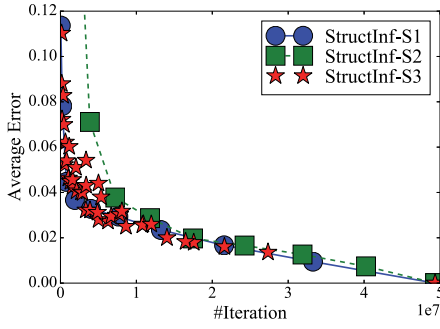 0.12
0.10
0.08
0.06
0.04
0.02
0.00
Average Error
StructInf-S1
StructInf-S2
StructInf-S3
0 1 2 3 4 5
1e7
#Iteration